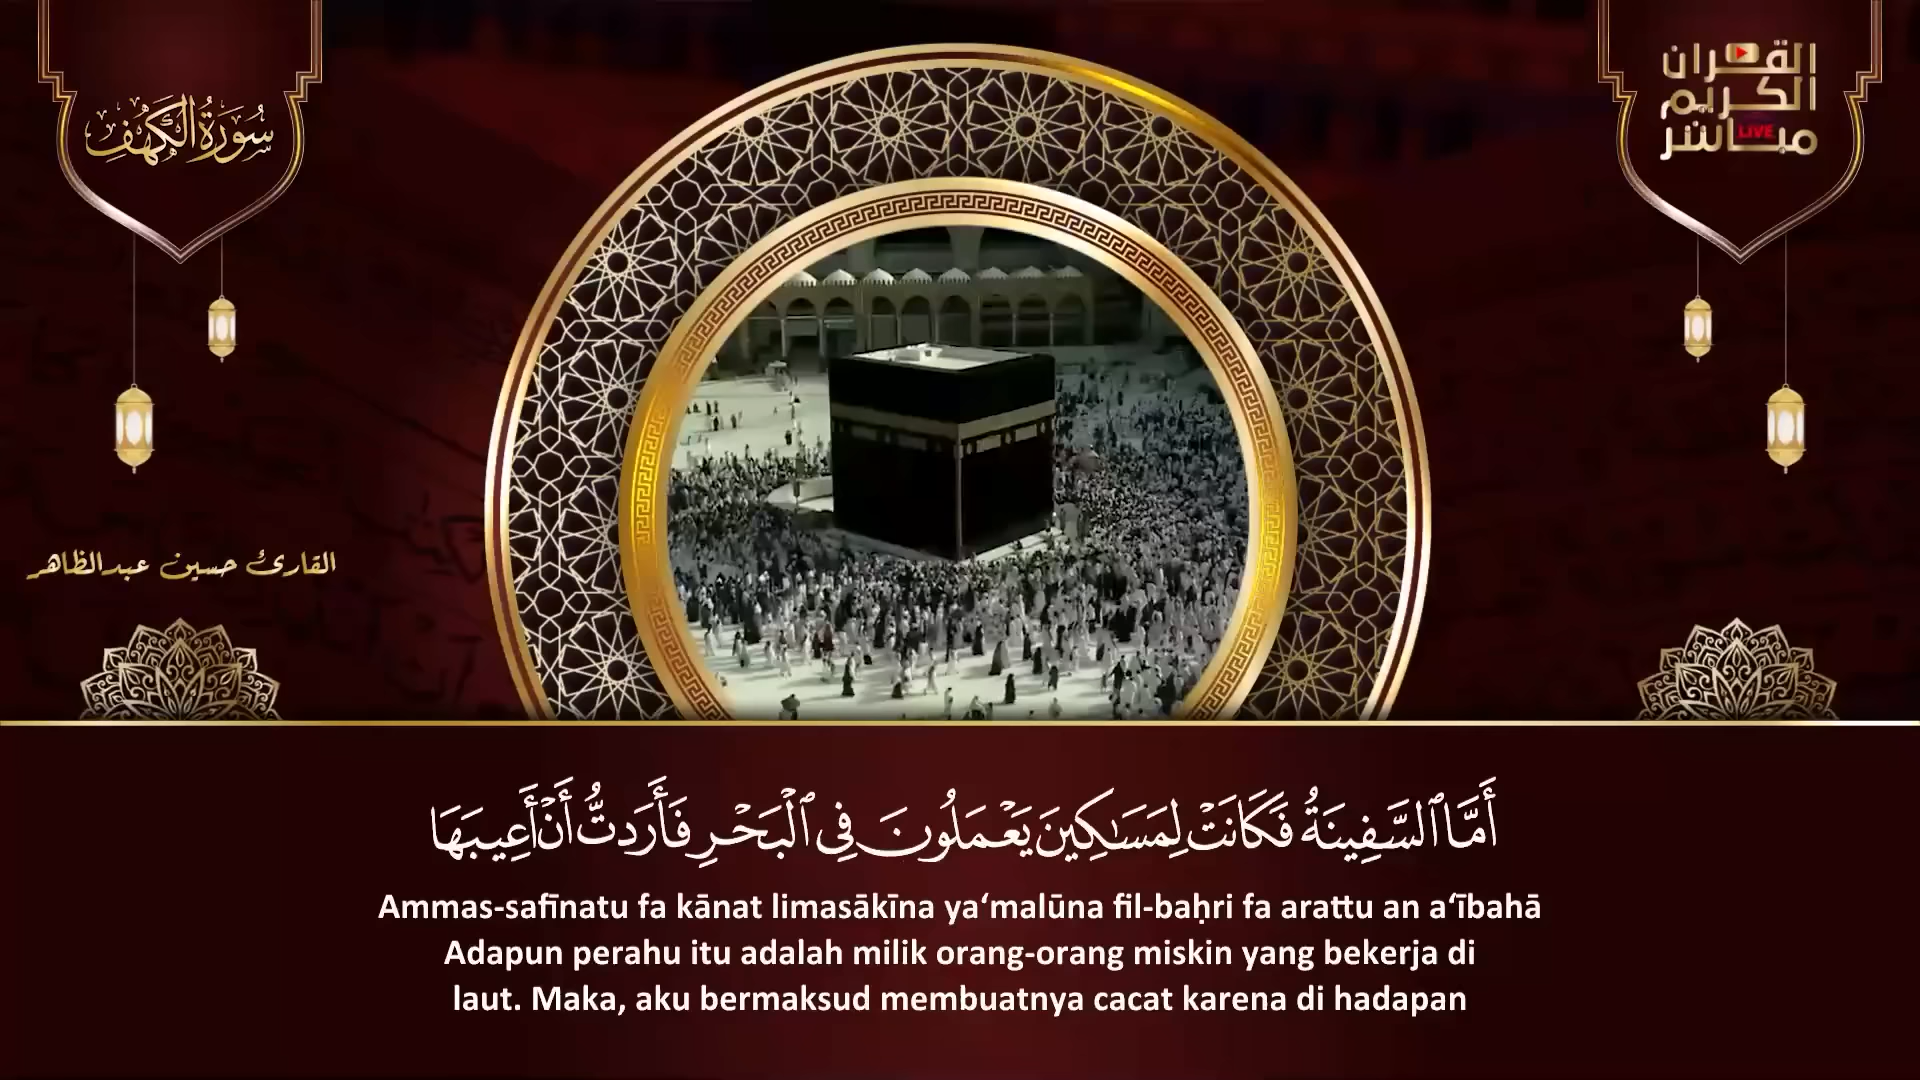 سُورَةُ الكَهْفِ
القرآن
الكريم
مباشر
LIVE
القارئ حسين عبدالظاهر
أَمَّا ٱلسَّفِينَةُ فَكَانَتْ لِمَسَـٰكِينَ يَعْمَلُونَ فِى ٱلْبَحْرِ فَأَرَدتُّ أَنْ أَعِيبَهَا
Ammas-safīnatu fa kānat limasākīna ya‘malūna fil-baḥri fa arattu an a‘ībahā
Adapun perahu itu adalah milik orang-orang miskin yang bekerja di
laut. Maka, aku bermaksud membuatnya cacat karena di hadapan